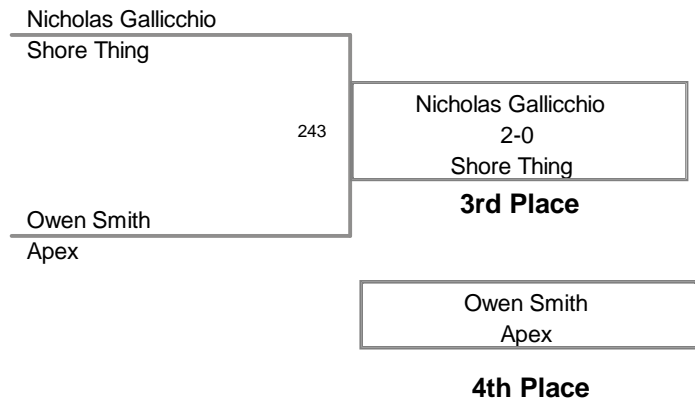 Nicholas Gallicchio
Shore Thing
243
Nicholas Gallicchio
2-0
Shore Thing
3rd Place
Owen Smith
Apex
Owen Smith
Apex
4th Place